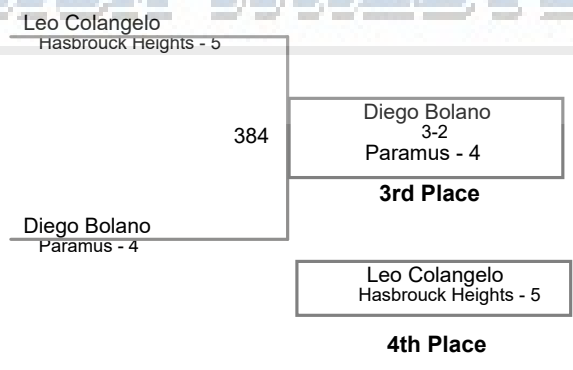 Leo Colangelo
Hasbrouck Heights - 5
384
Diego Bolano
3-2
Paramus - 4
3rd Place
Diego Bolano
Paramus - 4
Leo Colangelo
Hasbrouck Heights - 5
4th Place